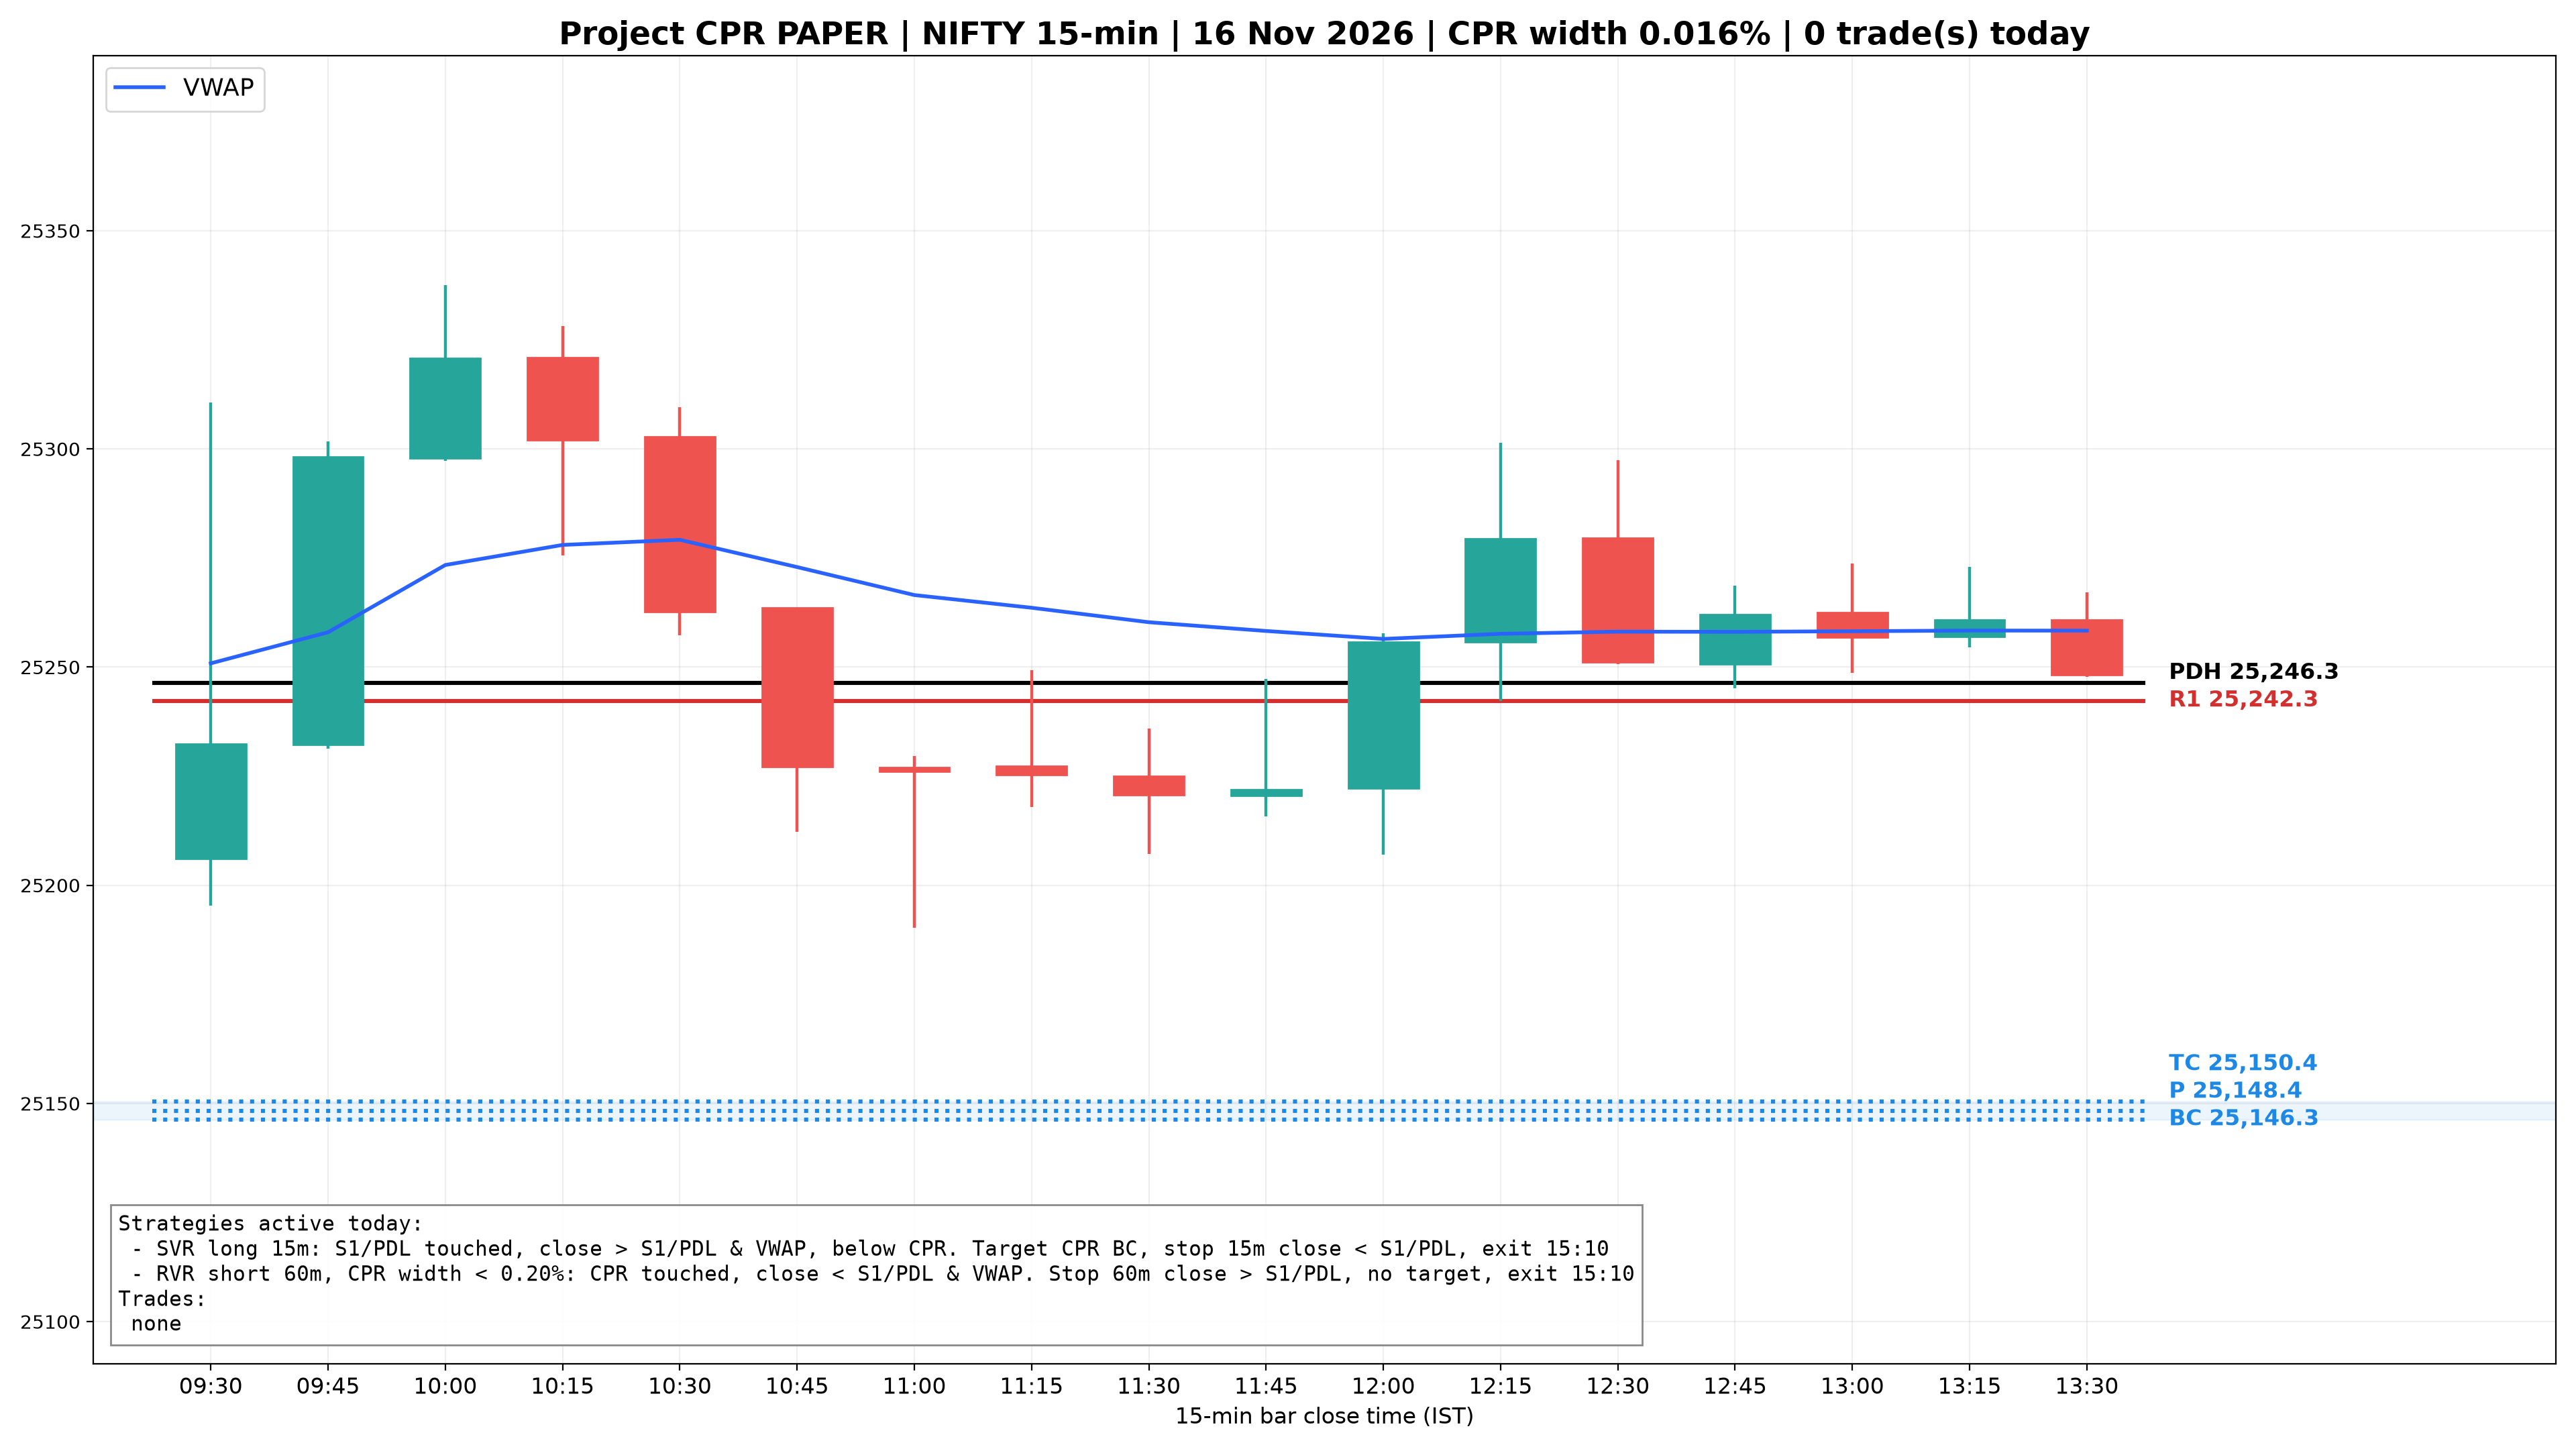 Project CPR PAPER | NIFTY 15-min | 16 Nov 2026 | CPR width 0.016% | 0 trade(s) today
VWAP
25350
25300
25250
25200
25150
25100
PDH 25,246.3
R1 25,242.3
TC 25,150.4
P 25,148.4
BC 25,146.3
Strategies active today:
- SVR long 15m: S1/PDL touched, close > S1/PDL & VWAP, below CPR. Target CPR BC, stop 15m close < S1/PDL, exit 15:10
- RVR short 60m, CPR width < 0.20%: CPR touched, close < S1/PDL & VWAP. Stop 60m close > S1/PDL, no target, exit 15:10
Trades:
none
09:30 09:45 10:00 10:15 10:30 10:45 11:00 11:15 11:30 11:45 12:00 12:15 12:30 12:45 13:00 13:15 13:30
15-min bar close time (IST)